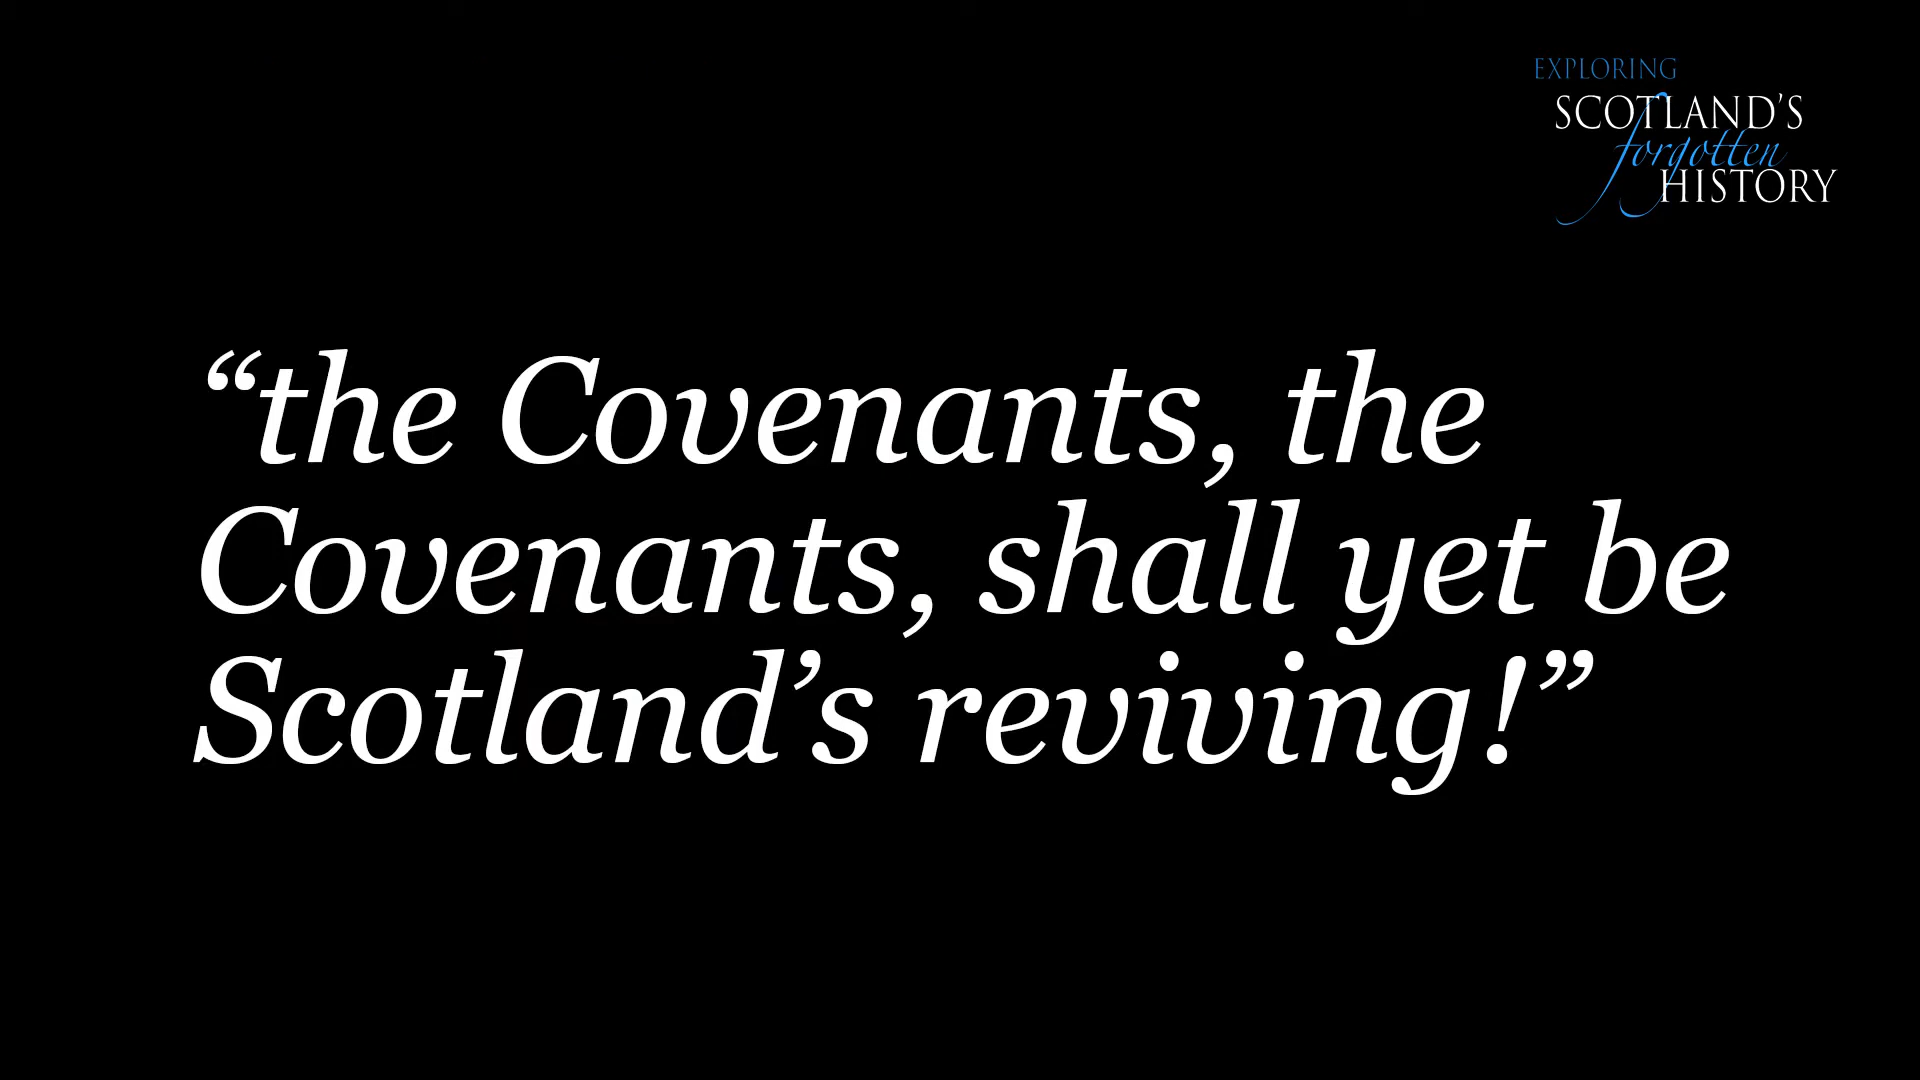 EXPLORING
SCOTLAND'S
forgotten
HISTORY
“the Covenants, the
Covenants, shall yet be
Scotland’s reviving!”